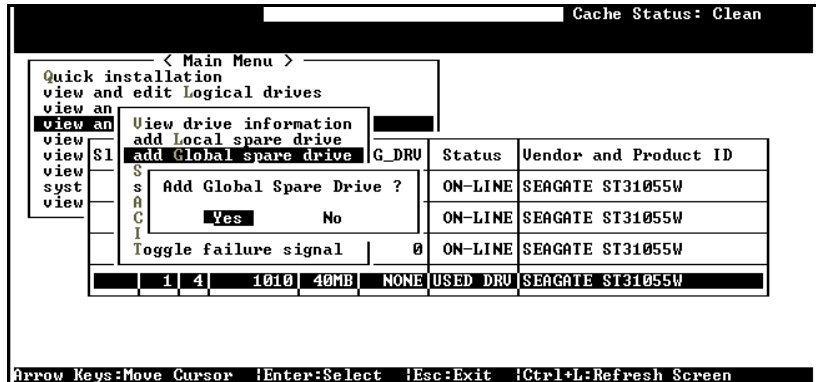 Cache Status: Clean
< Main Menu >
Quick installation
view and edit Logical drives
view an
view an
view
view
view
syst
view
View drive information
add Local spare drive
add Global spare drive
S
s
A
C
I
Toggle failure signal
Add Global Spare Drive ?
Yes No
Sl G_DRV Status Vendor and Product ID
ON-LINE SEAGATE ST31055W
ON-LINE SEAGATE ST31055W
0 ON-LINE SEAGATE ST31055W
1 4 1010 40MB NONE USED DRV SEAGATE ST31055W
Arrow Keys:Move Cursor |Enter:Select |Esc:Exit |Ctrl+L:Refresh Screen